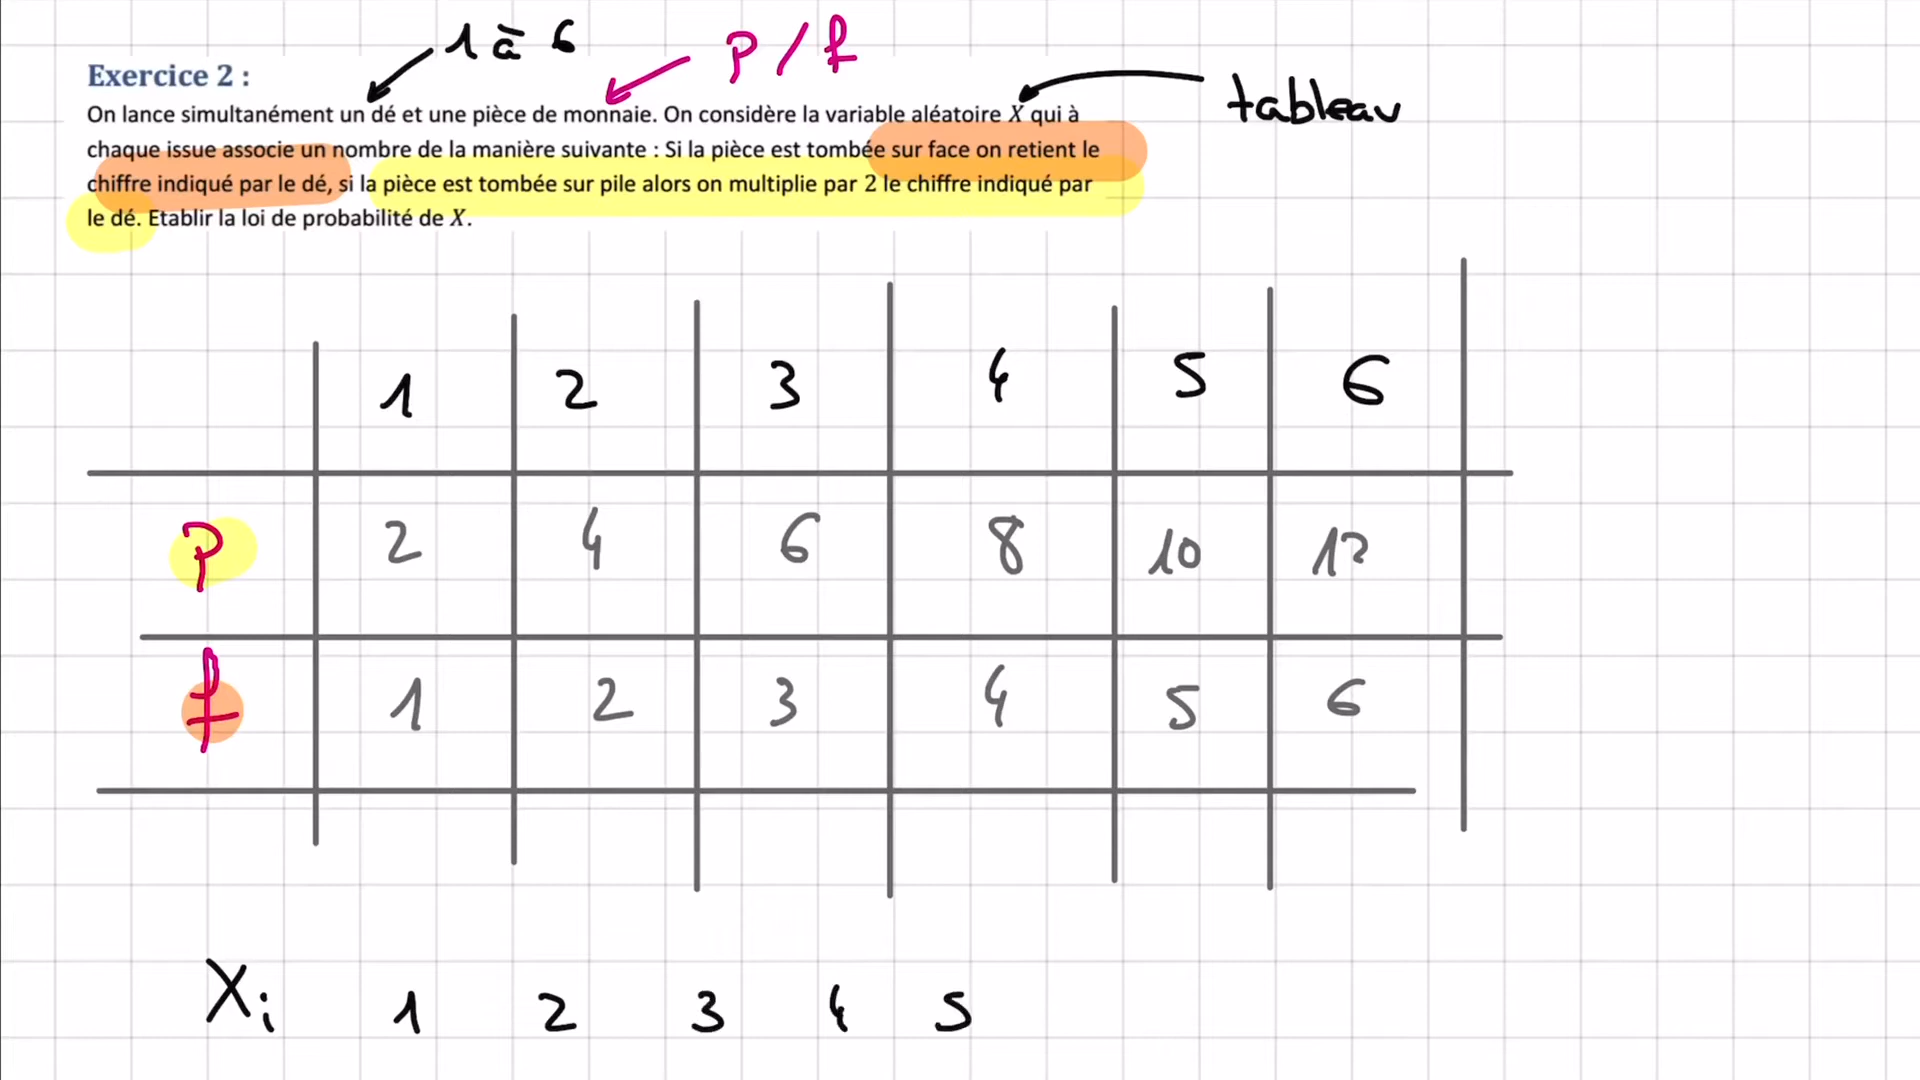 1 à 6
p / f
Exercice 2 :
tableau
On lance simultanément un dé et une pièce de monnaie. On considère la variable aléatoire X qui à
chaque issue associe un nombre de la manière suivante : Si la pièce est tombée sur face on retient le
chiffre indiqué par le dé, si la pièce est tombée sur pile alors on multiplie par 2 le chiffre indiqué par
le dé. Etablir la loi de probabilité de X.
1 2 3 4 5 6
p 2 4 6 8 10 12
f 1 2 3 4 5 6
Xi 1 2 3 4 5